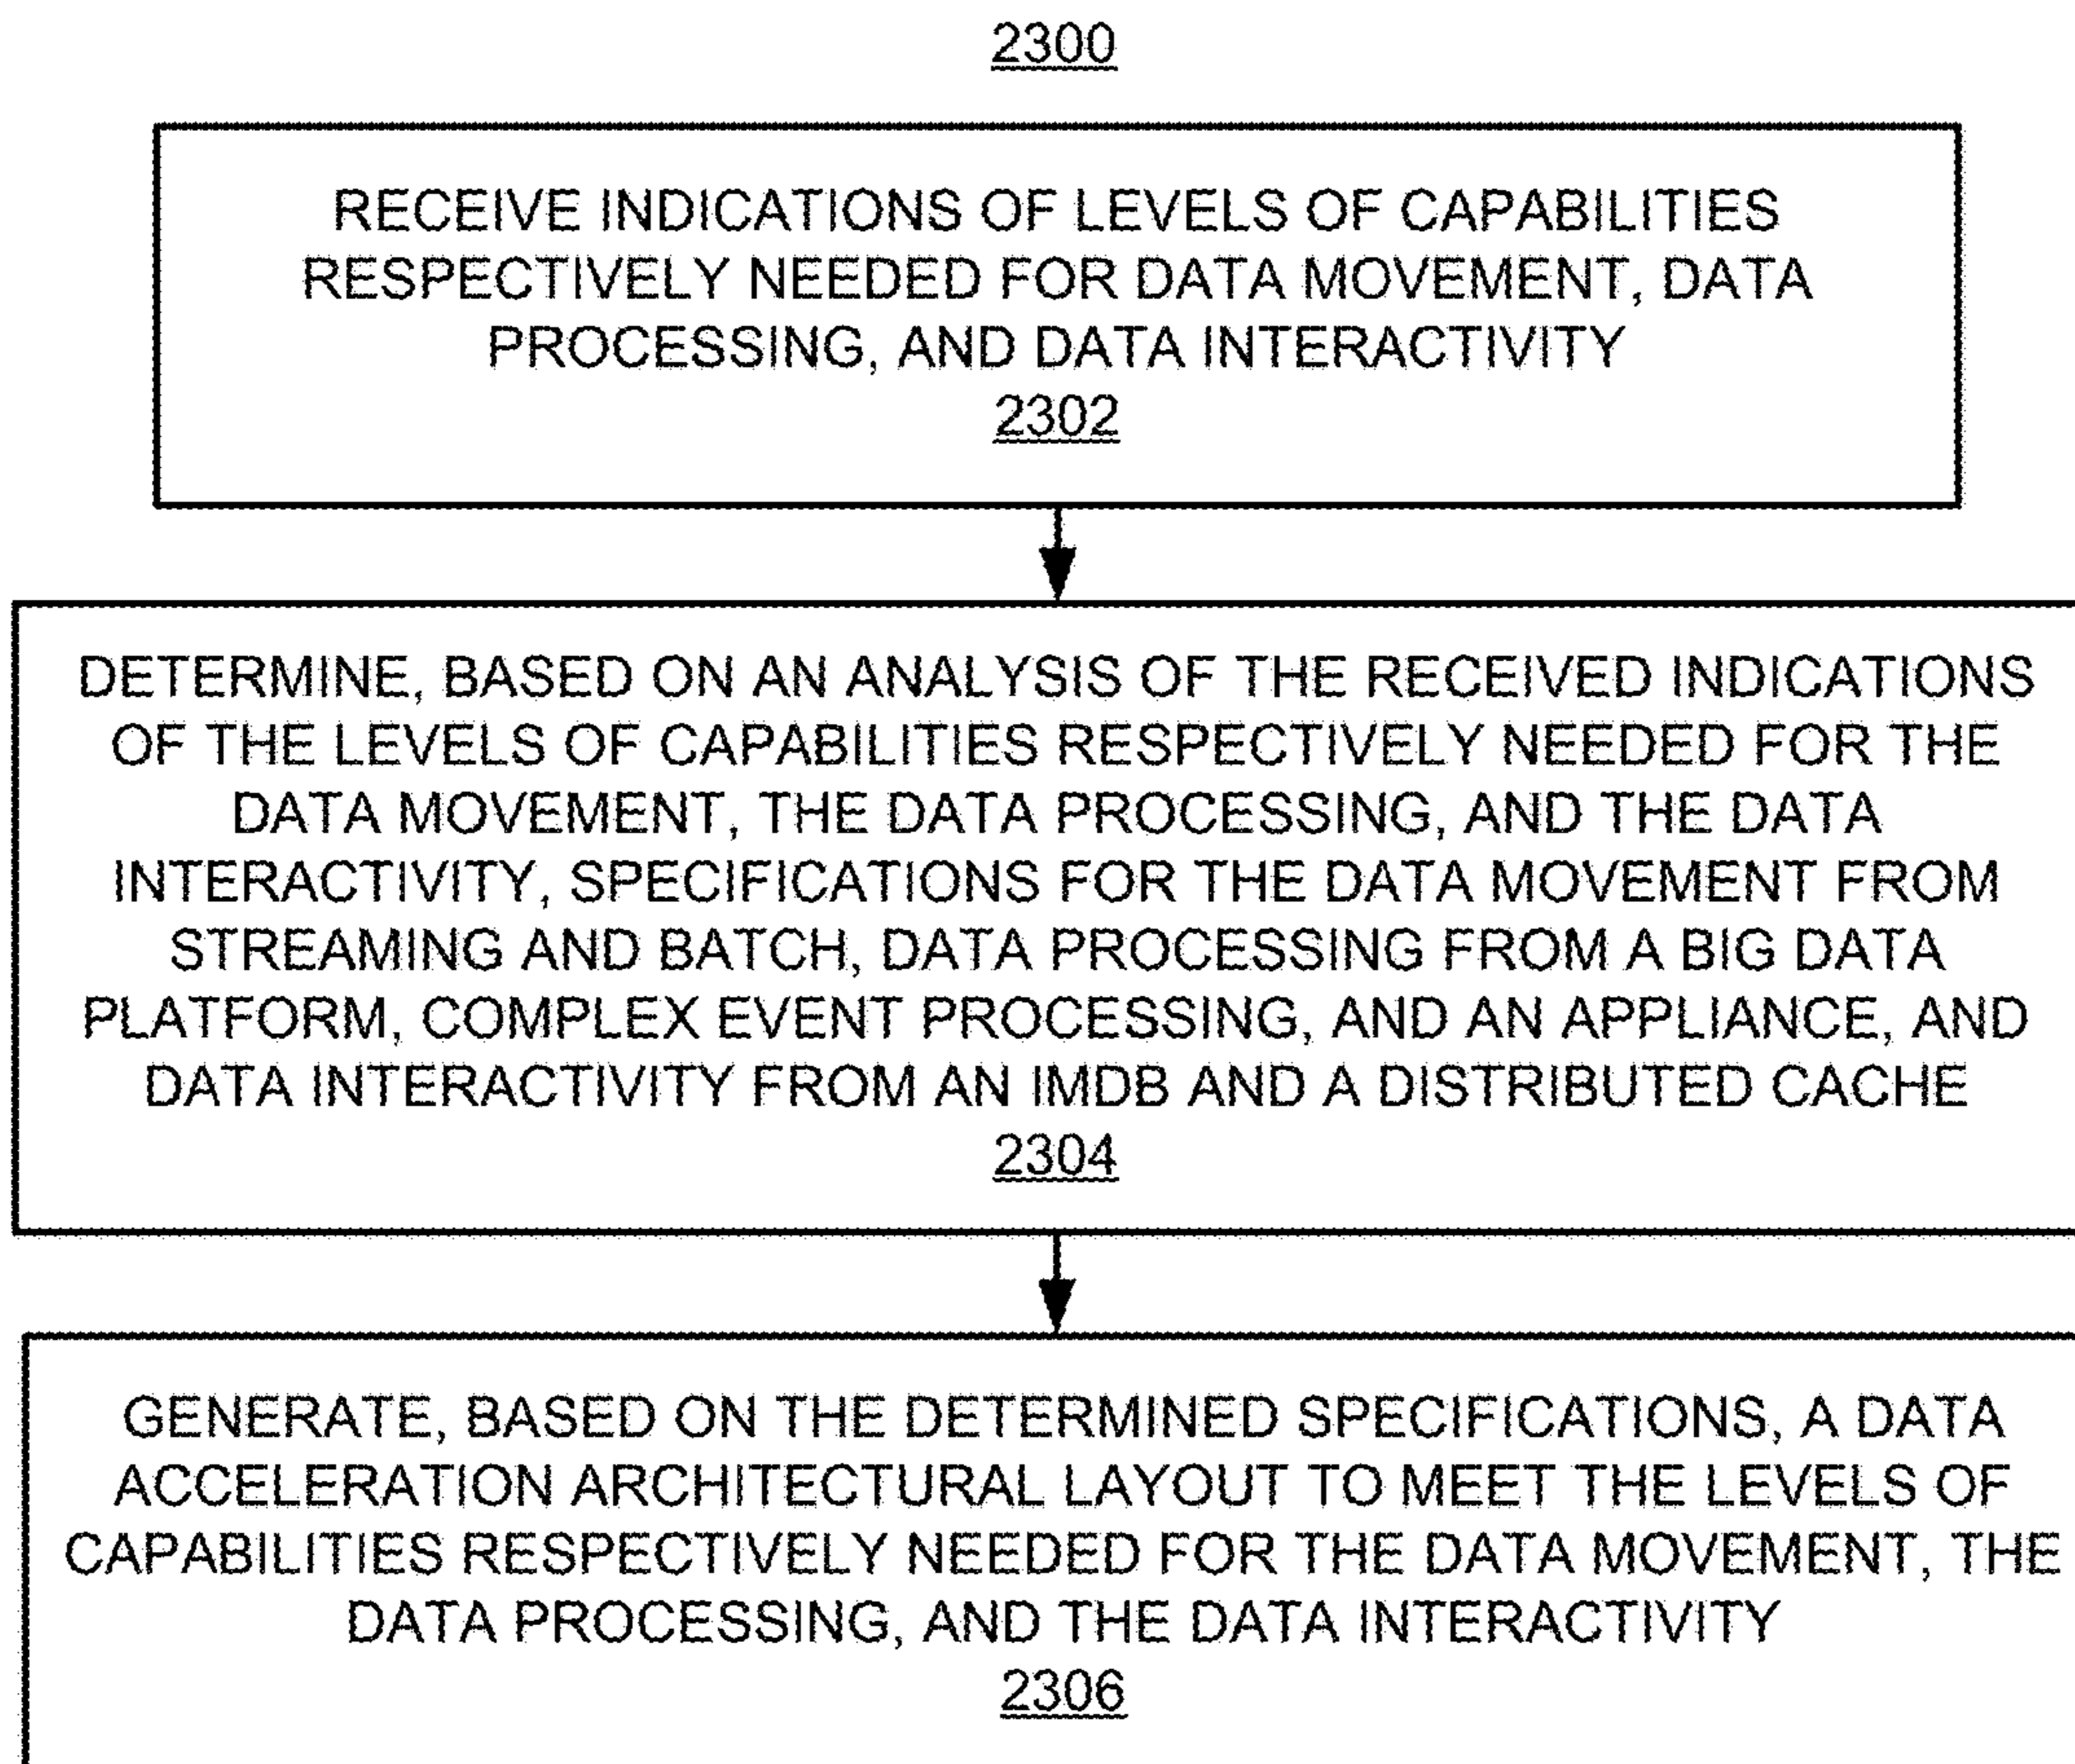 2300
RECEIVE INDICATIONS OF LEVELS OF CAPABILITIES
RESPECTIVELY NEEDED FOR DATA MOVEMENT, DATA
PROCESSING, AND DATA INTERACTIVITY
2302
DETERMINE, BASED ON AN ANALYSIS OF THE RECEIVED INDICATIONS
OF THE LEVELS OF CAPABILITIES RESPECTIVELY NEEDED FOR THE
DATA MOVEMENT, THE DATA PROCESSING, AND THE DATA
INTERACTIVITY, SPECIFICATIONS FOR THE DATA MOVEMENT FROM
STREAMING AND BATCH, DATA PROCESSING FROM A BIG DATA
PLATFORM, COMPLEX EVENT PROCESSING, AND AN APPLIANCE, AND
DATA INTERACTIVITY FROM AN IMDB AND A DISTRIBUTED CACHE
2304
GENERATE, BASED ON THE DETERMINED SPECIFICATIONS, A DATA
ACCELERATION ARCHITECTURAL LAYOUT TO MEET THE LEVELS OF
CAPABILITIES RESPECTIVELY NEEDED FOR THE DATA MOVEMENT, THE
DATA PROCESSING, AND THE DATA INTERACTIVITY
2306